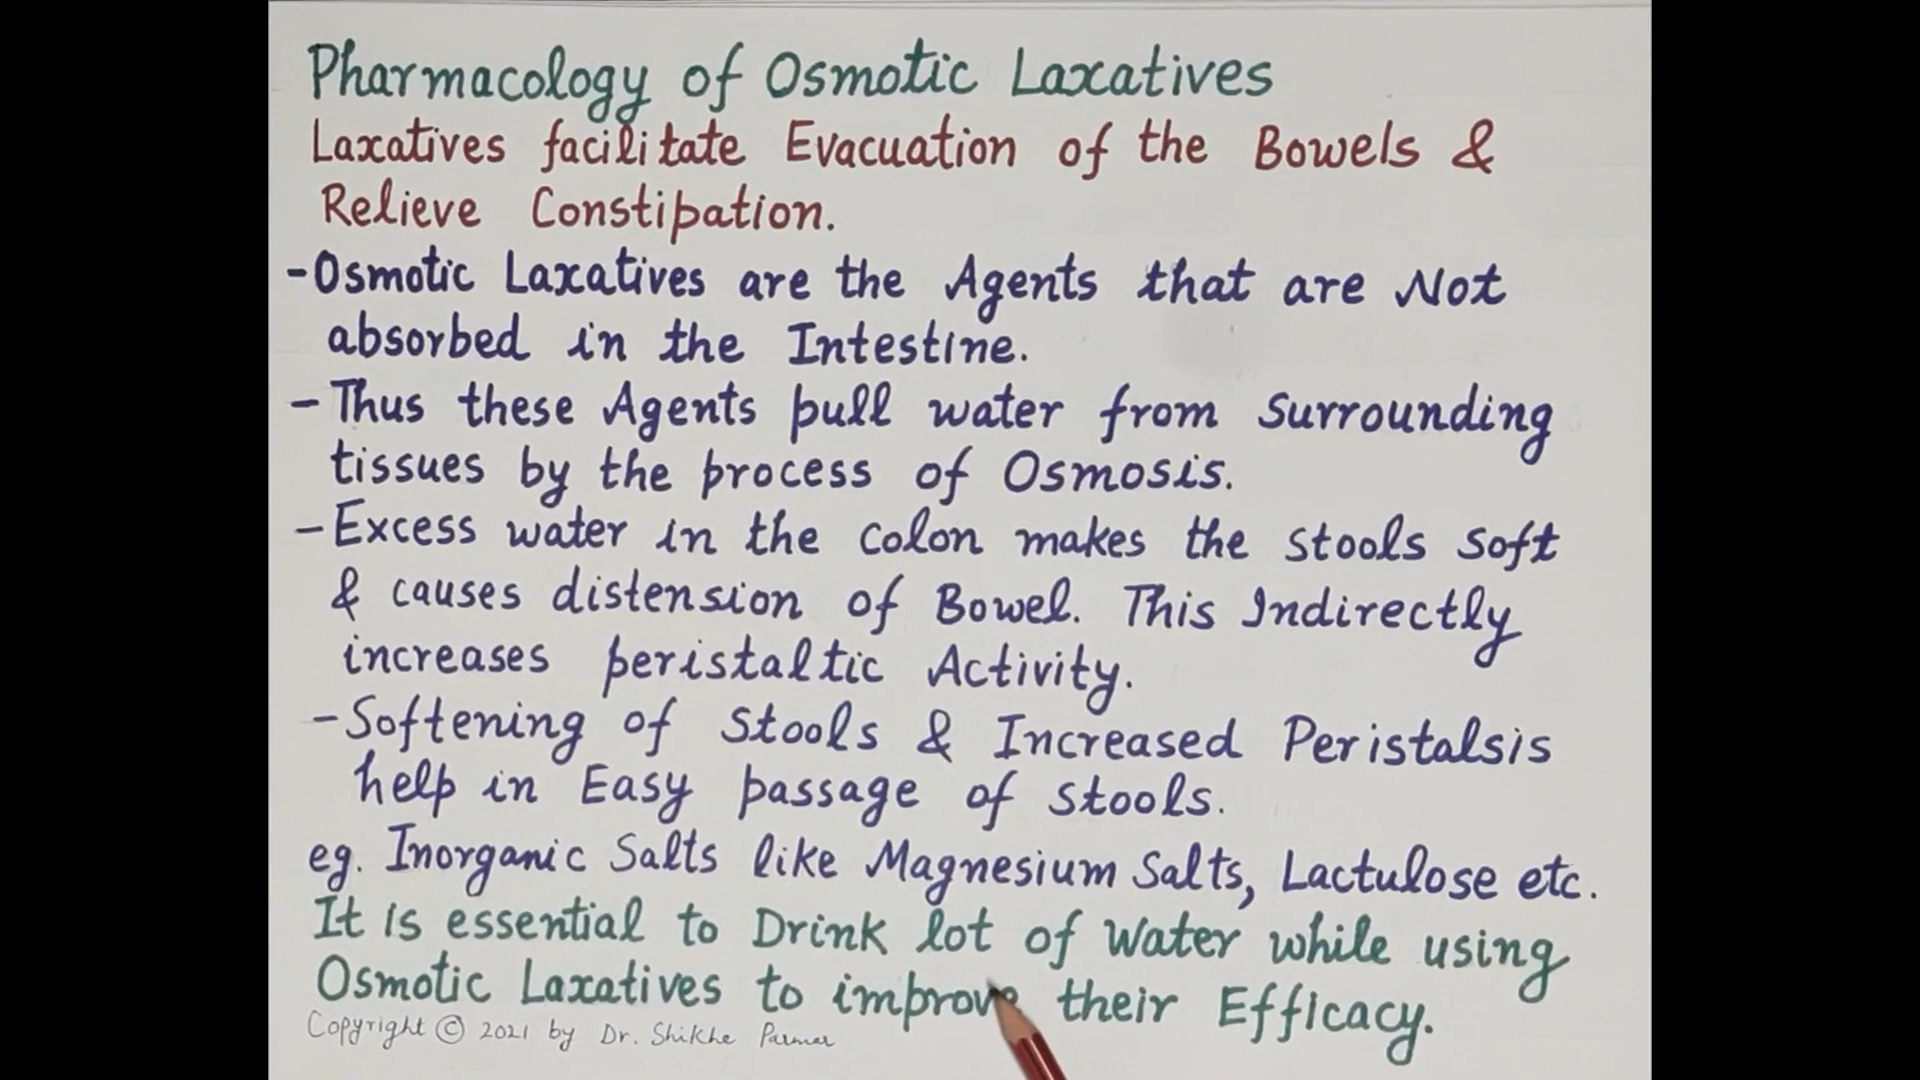 Pharmacology of Osmotic Laxatives
Laxatives facilitate Evacuation of the Bowels &
Relieve Constipation.
- Osmotic Laxatives are the Agents that are Not
absorbed in the Intestine.
- Thus these Agents pull water from Surrounding
tissues by the process of Osmosis.
- Excess water in the colon makes the stools soft
& causes distension of Bowel. This Indirectly
increases peristaltic Activity.
- Softening of Stools & Increased Peristalsis
help in Easy passage of stools.
eg. Inorganic Salts like Magnesium Salts, Lactulose etc.
It is essential to Drink lot of Water while using
Osmotic Laxatives to improve their Efficacy.
Copyright © 2021 by Dr. Shikha Parmar